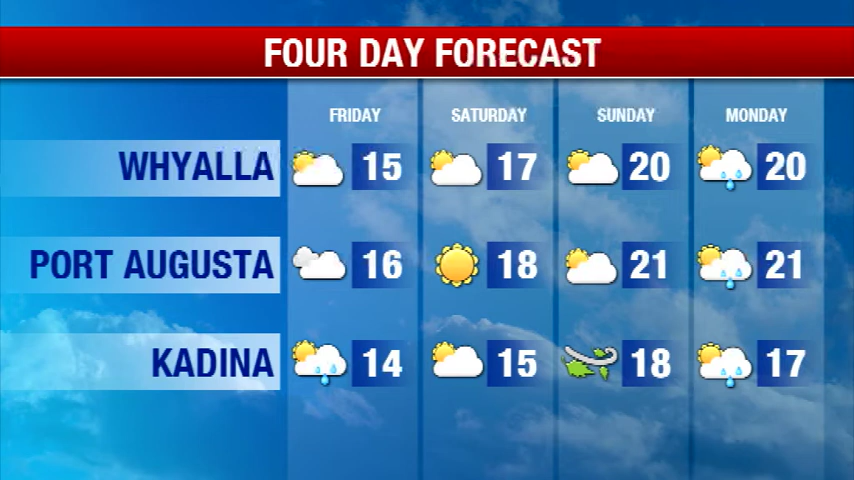 FOUR DAY FORECAST
FRIDAY SATURDAY SUNDAY MONDAY
WHYALLA 15 17 20 20
PORT AUGUSTA 16 18 21 21
KADINA 14 15 18 17